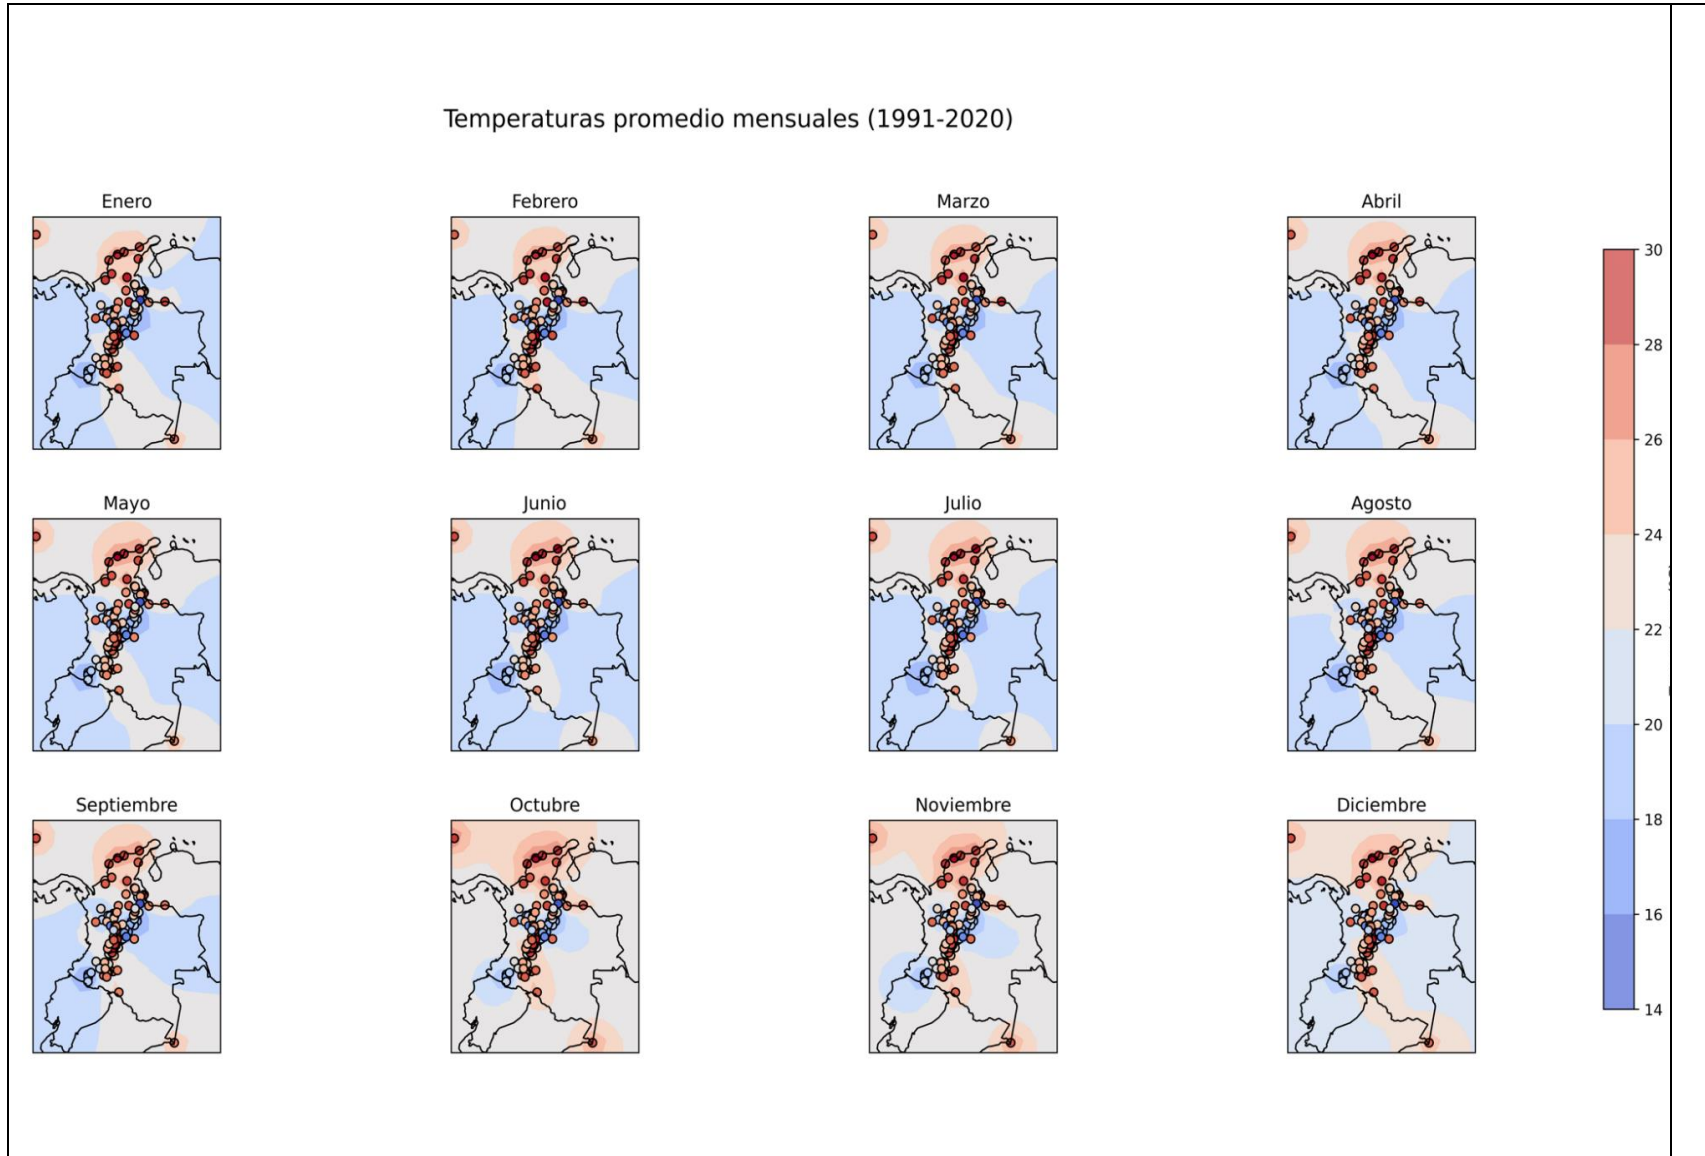 Temperaturas promedio mensuales (1991-2020)
Enero
Febrero
Marzo
Abril
Mayo
Junio
Julio
Agosto
Septiembre
Octubre
Noviembre
Diciembre
30
28
26
24
22
20
18
16
14